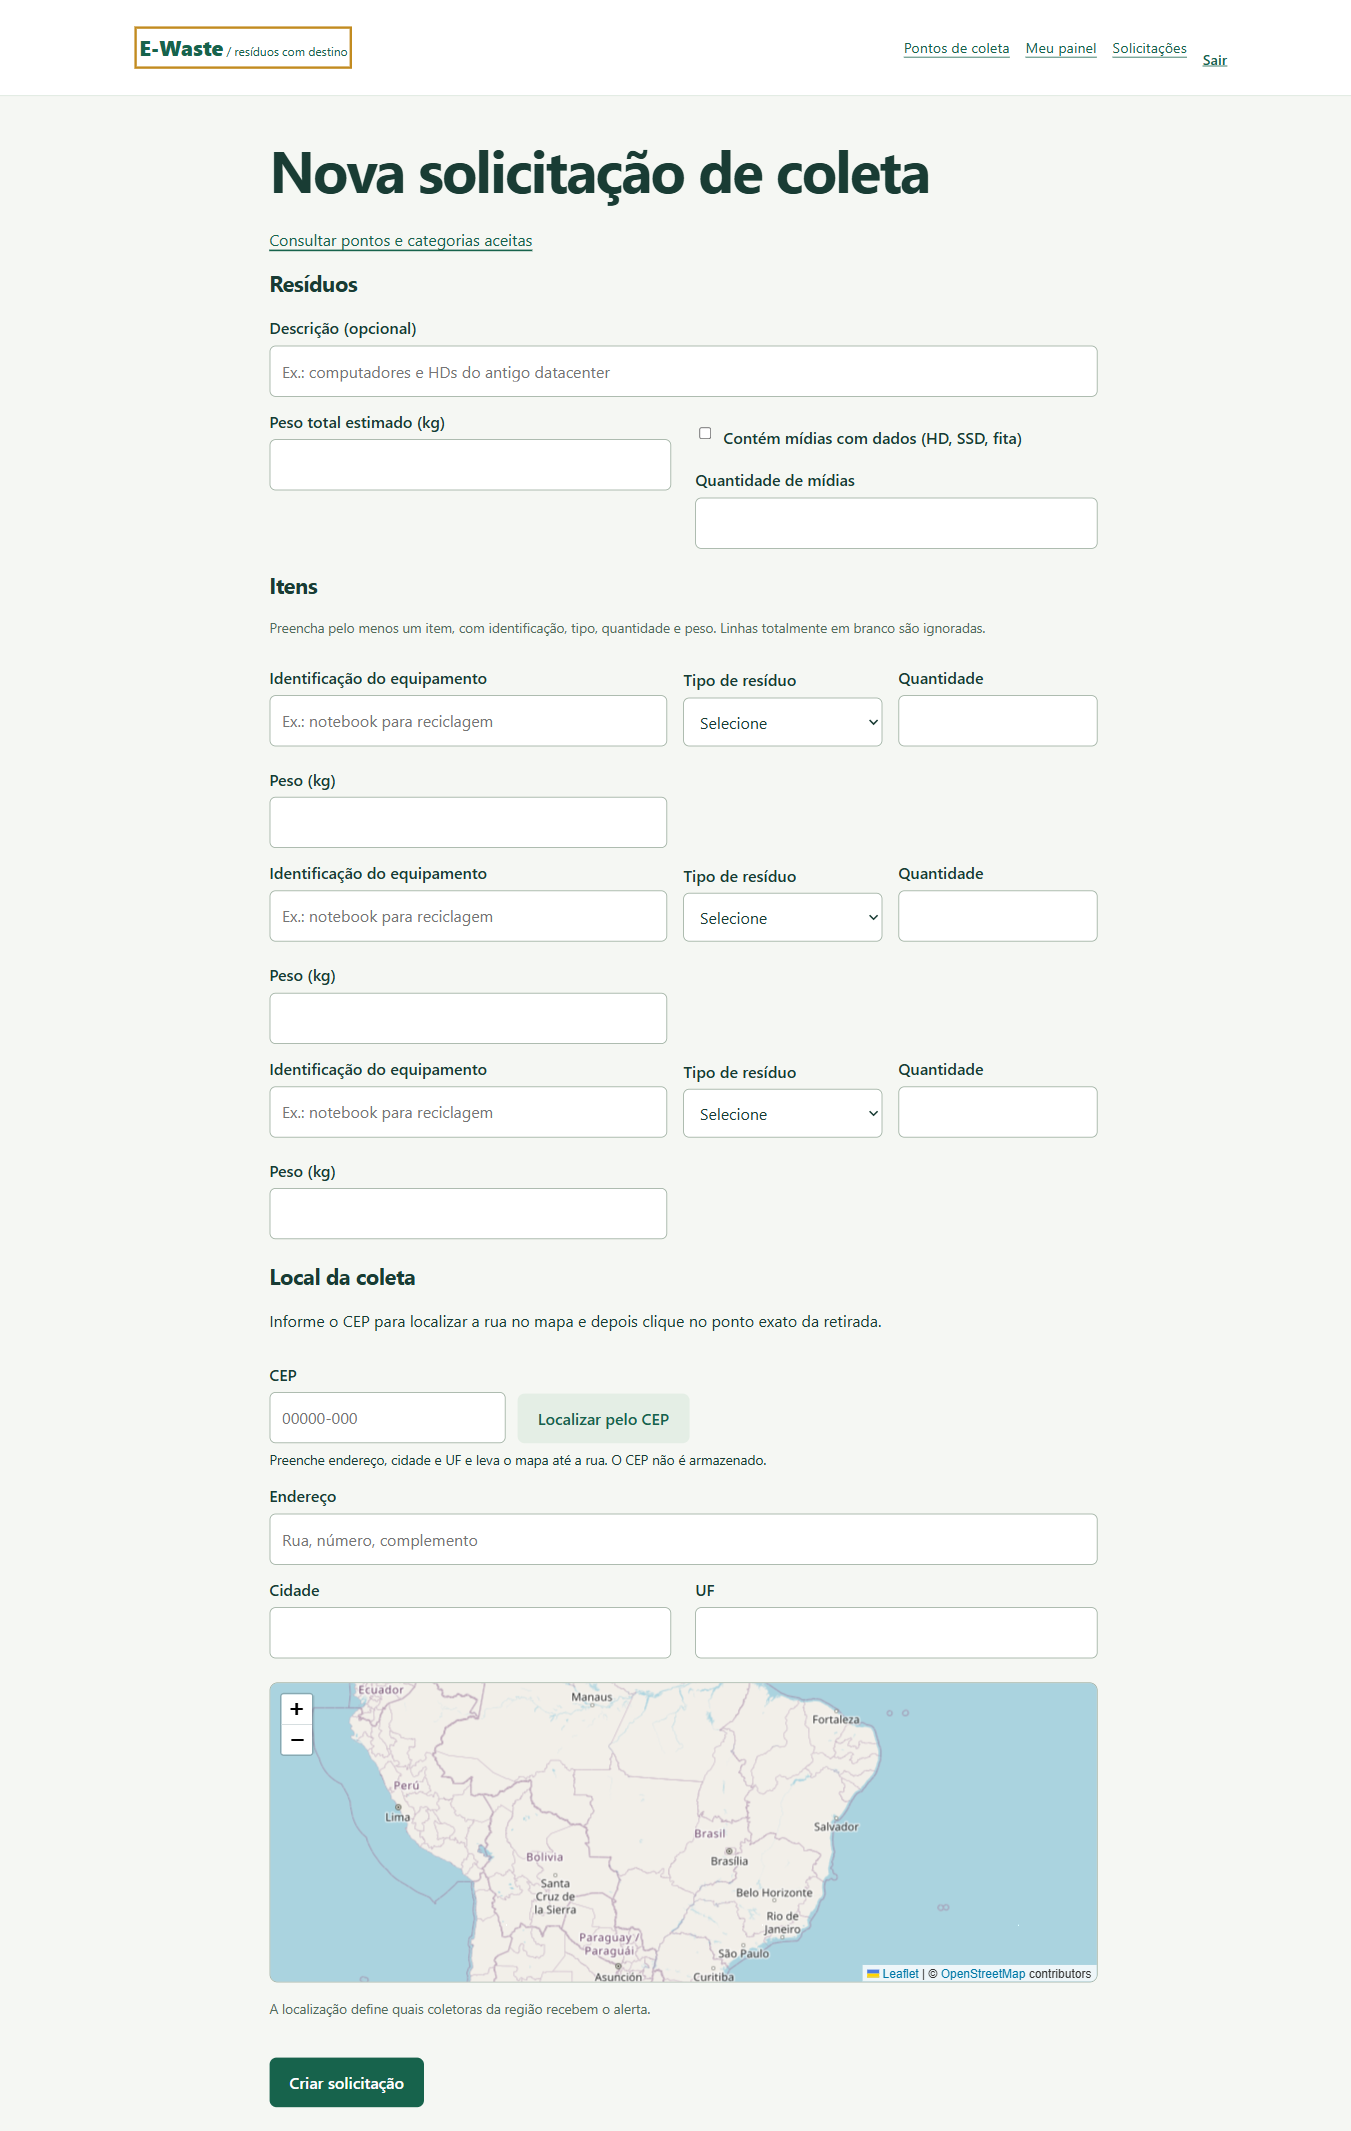 E-Waste / resíduos com destino
Pontos de coleta
Meu painel
Solicitações
Sair
Nova solicitação de coleta
Consultar pontos e categorias aceitas
Resíduos
Descrição (opcional)
Ex.: computadores e HDs do antigo datacenter
Peso total estimado (kg)
Contém mídias com dados (HD, SSD, fita)
Quantidade de mídias
Itens
Preencha pelo menos um item, com identificação, tipo, quantidade e peso. Linhas totalmente em branco são ignoradas.
Identificação do equipamento
Tipo de resíduo
Quantidade
Ex.: notebook para reciclagem
Selecione
Peso (kg)
Identificação do equipamento
Tipo de resíduo
Quantidade
Ex.: notebook para reciclagem
Selecione
Peso (kg)
Identificação do equipamento
Tipo de resíduo
Quantidade
Ex.: notebook para reciclagem
Selecione
Peso (kg)
Local da coleta
Informe o CEP para localizar a rua no mapa e depois clique no ponto exato da retirada.
CEP
00000-000
Localizar pelo CEP
Preenche endereço, cidade e UF e leva o mapa até a rua. O CEP não é armazenado.
Endereço
Rua, número, complemento
Cidade
UF
+
−
Ecuador
Manaus
Fortaleza
Perú
Lima
Salvador
Brasil
Brasília
Bolivia
Santa
Cruz de
la Sierra
Belo Horizonte
Rio de
Janeiro
Paraguay /
Paraguái
São Paulo
Asunción
Curitiba
Leaflet | © OpenStreetMap contributors
A localização define quais coletoras da região recebem o alerta.
Criar solicitação